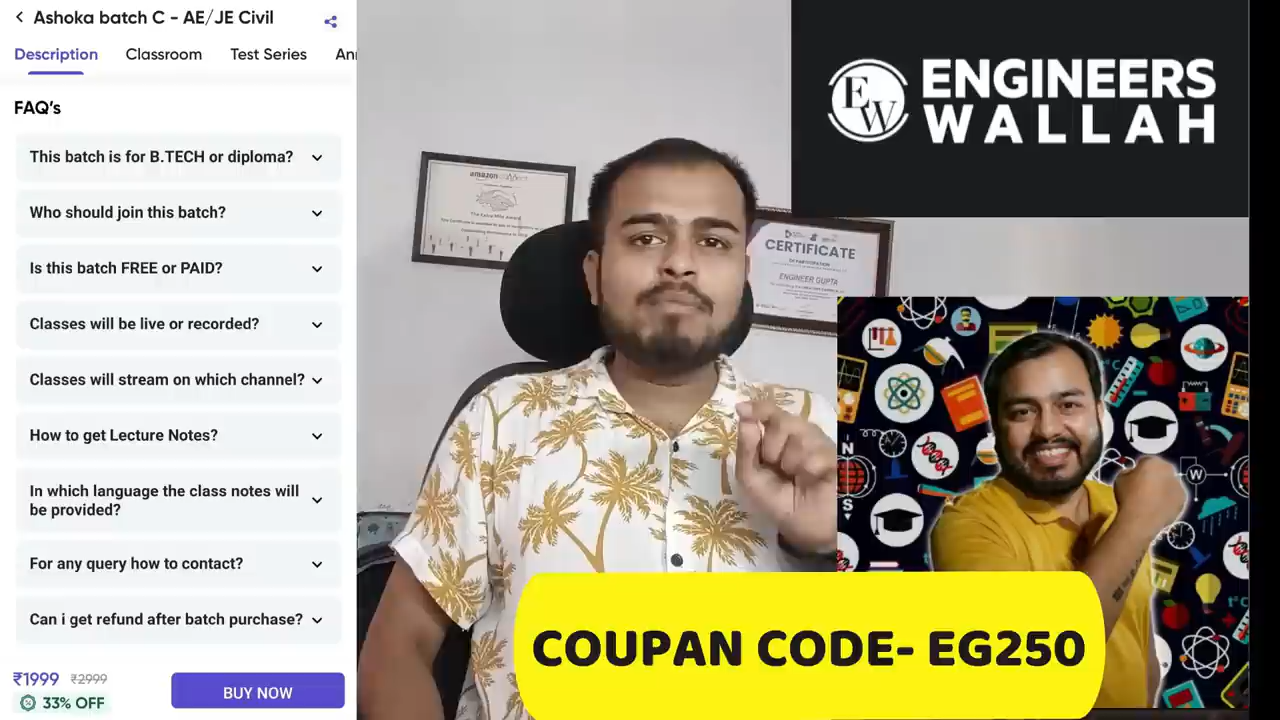 Ashoka batch C - AE/JE Civil
Description Classroom Test Series An
FAQ's
This batch is for B.TECH or diploma?
Who should join this batch?
Is this batch FREE or PAID?
Classes will be live or recorded?
Classes will stream on which channel?
How to get Lecture Notes?
In which language the class notes will
be provided?
For any query how to contact?
Can i get refund after batch purchase?
₹1999 ₹2999
33% OFF
BUY NOW
amazon
CERTIFICATE
ENGINEER GUPTA
EW
ENGINEERS
WALLAH
N
S
W
COUPAN CODE- EG250